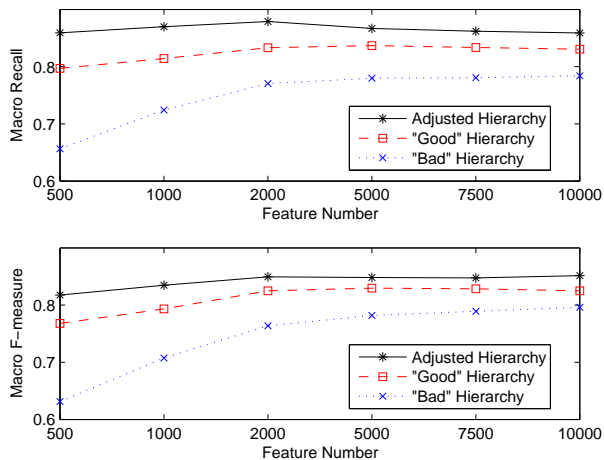 Macro Recall
0.8
0.7
0.6
Adjusted Hierarchy
"Good" Hierarchy
"Bad" Hierarchy
500 1000 2000 5000 7500 10000
Feature Number
Macro F-measure
0.8
0.7
0.6
Adjusted Hierarchy
"Good" Hierarchy
"Bad" Hierarchy
500 1000 2000 5000 7500 10000
Feature Number